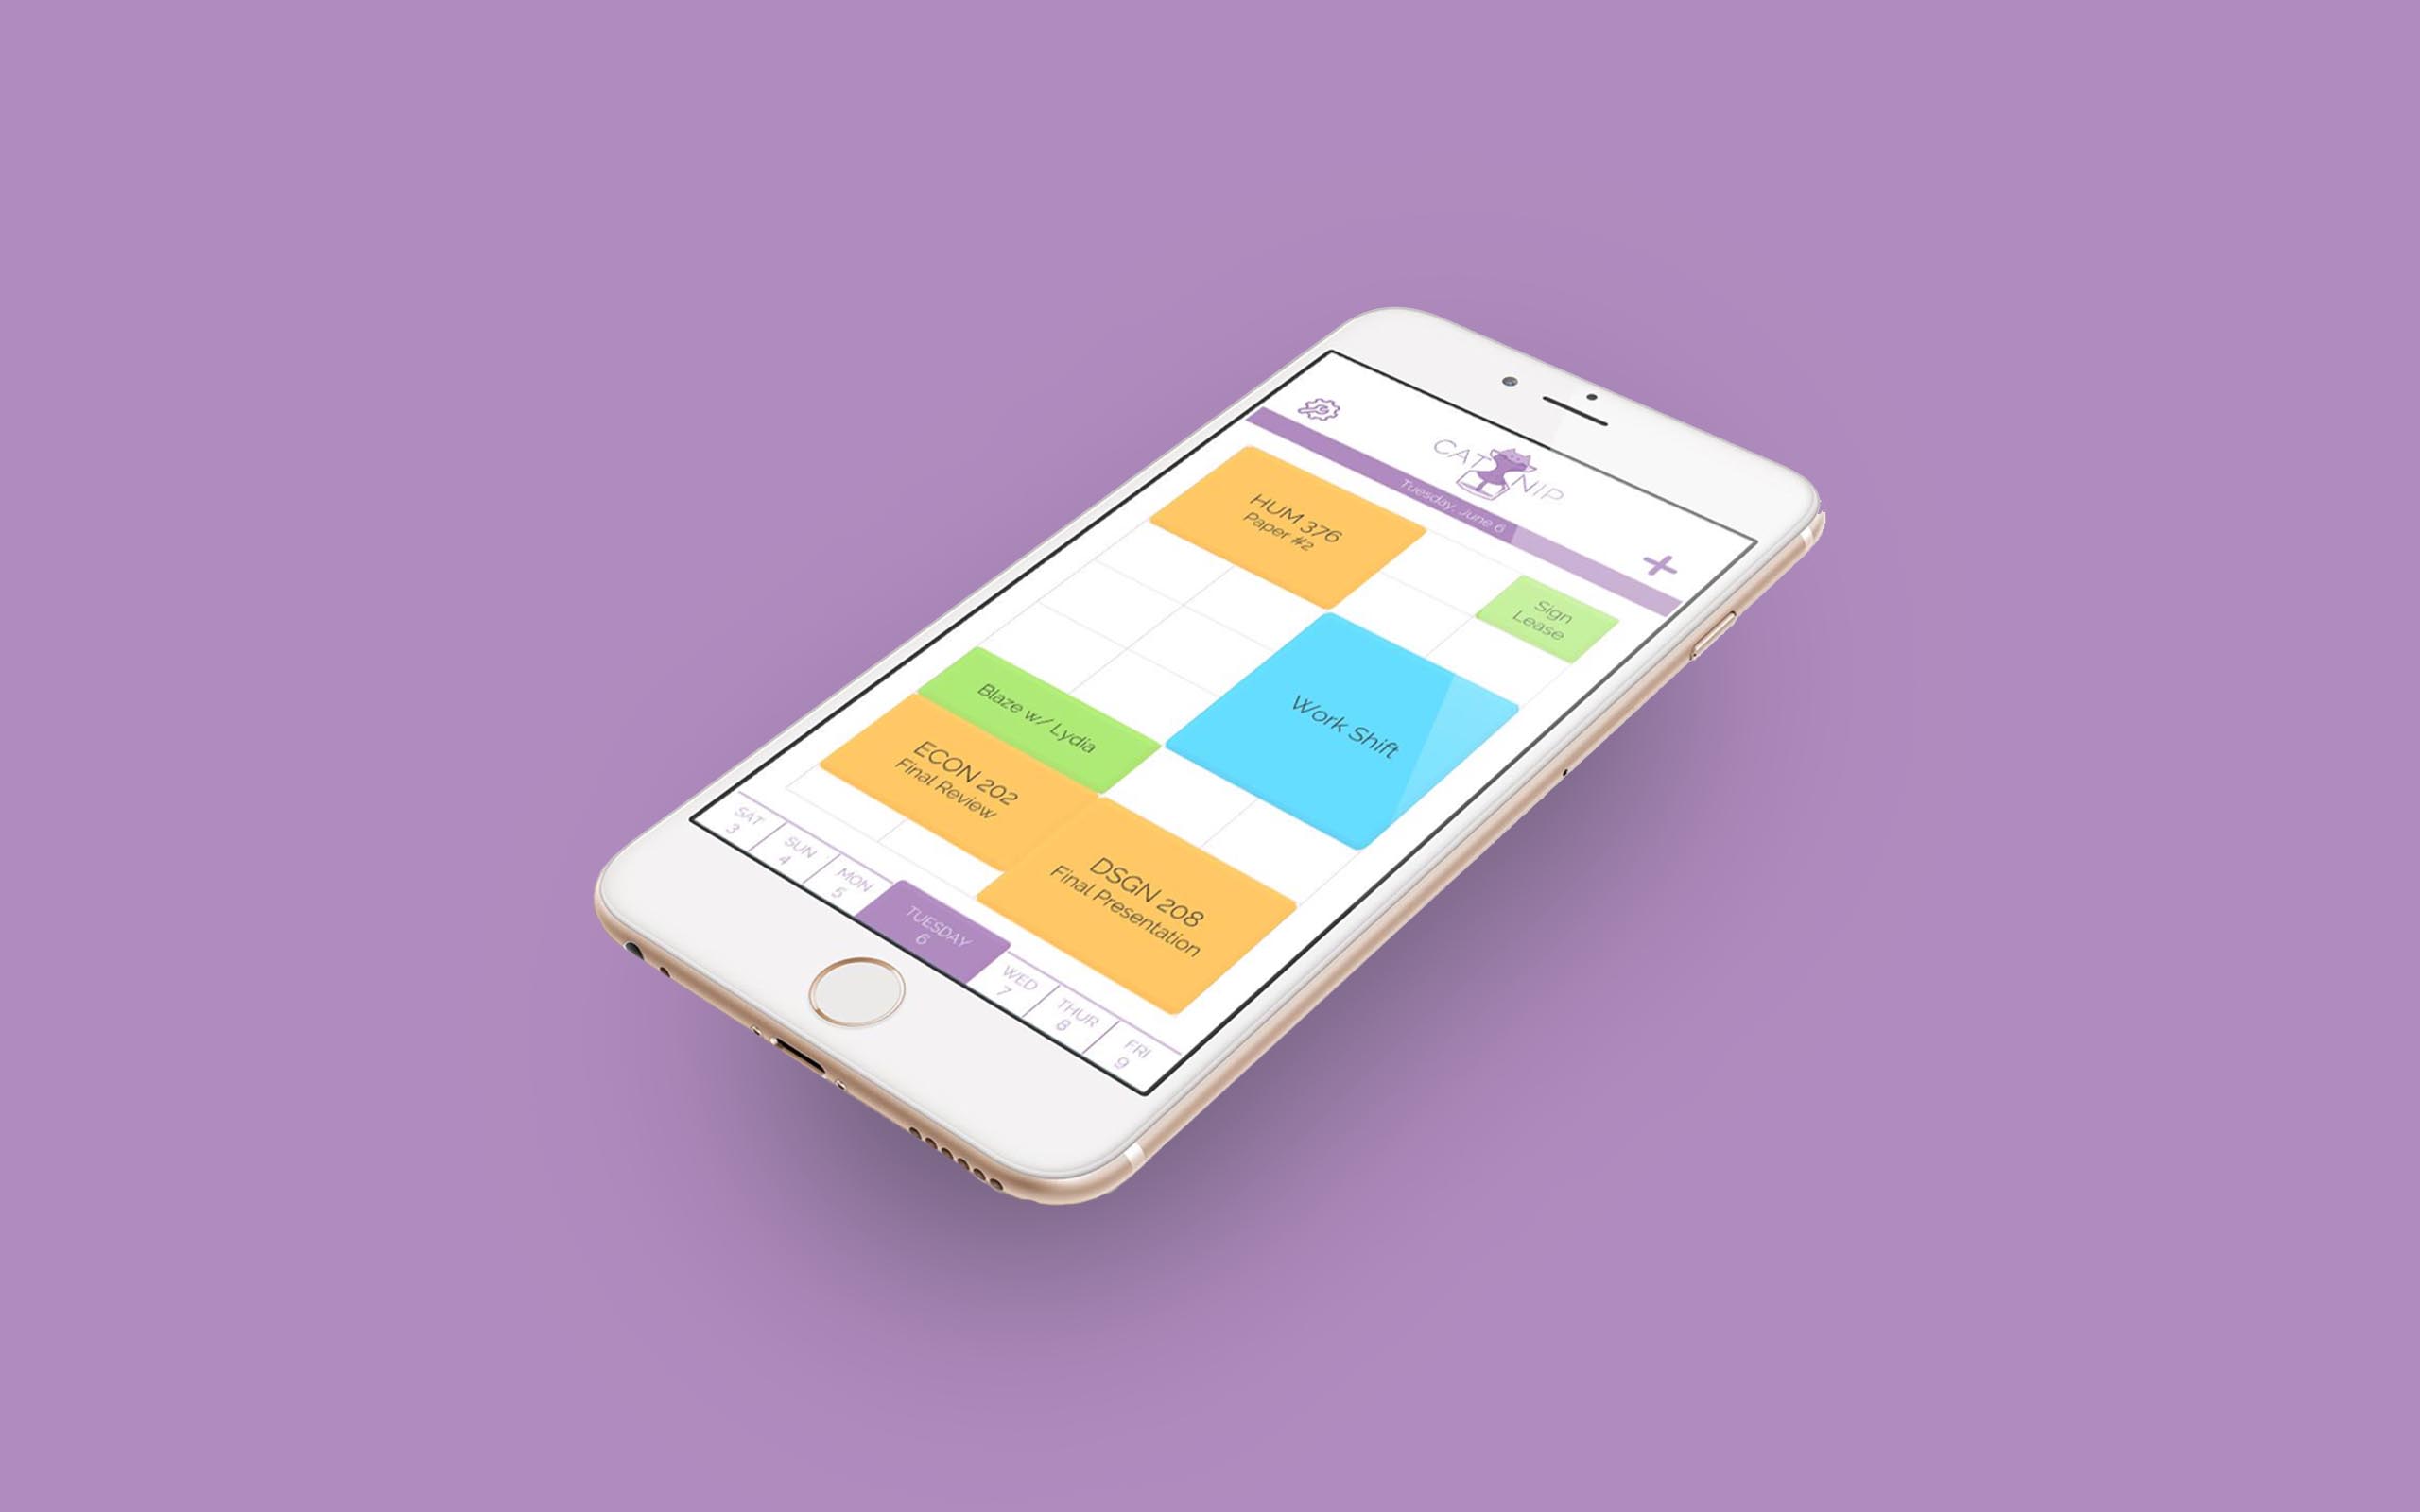 CAT NIP
Tuesday, June 6
HUM 376
Paper #2
Sign
Lease
Work Shift
Blaze w/ Lydia
ECON 202
Final Review
DSGN 208
Final Presentation
SAT
3
SUN
4
MON
5
TUESDAY
6
WED
7
THUR
8
FRI
9